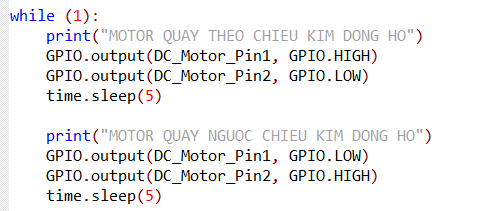 while (1):
    print("MOTOR QUAY THEO CHIEU KIM DONG HO")
    GPIO.output(DC_Motor_Pin1, GPIO.HIGH)
    GPIO.output(DC_Motor_Pin2, GPIO.LOW)
    time.sleep(5)

    print("MOTOR QUAY NGUOC CHIEU KIM DONG HO")
    GPIO.output(DC_Motor_Pin1, GPIO.LOW)
    GPIO.output(DC_Motor_Pin2, GPIO.HIGH)
    time.sleep(5)